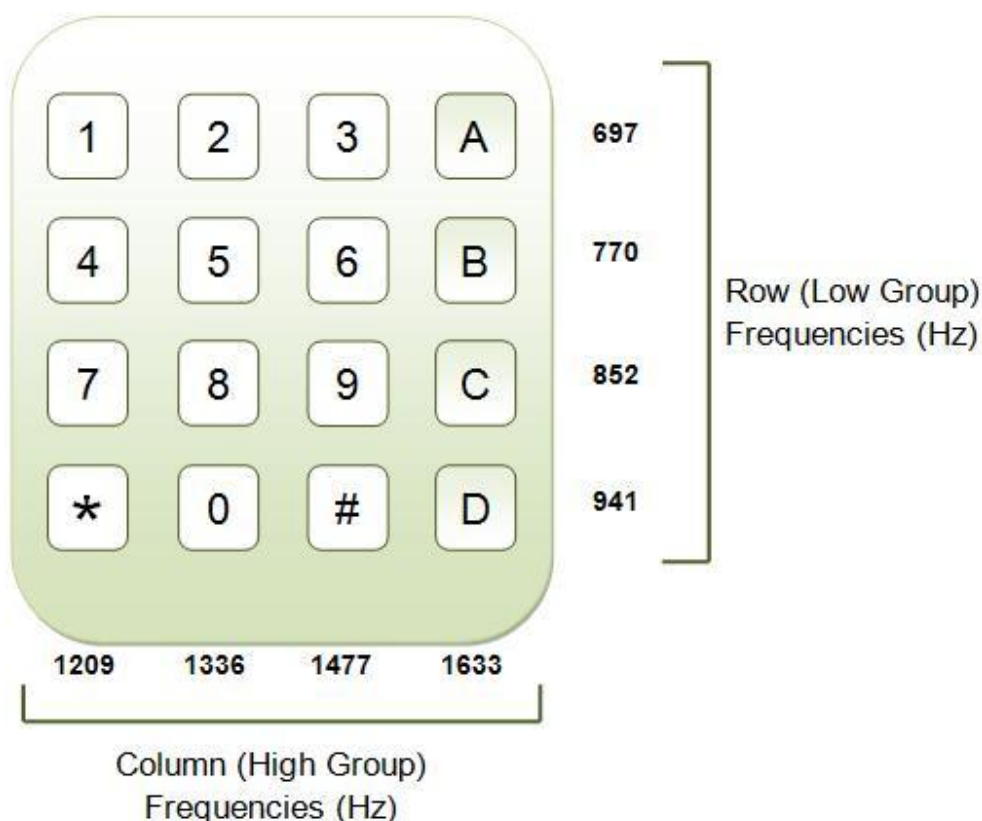 1 2 3 A 697
4 5 6 B 770
Row (Low Group)
Frequencies (Hz)
7 8 9 C 852
* 0 # D 941
1209 1336 1477 1633
Column (High Group)
Frequencies (Hz)